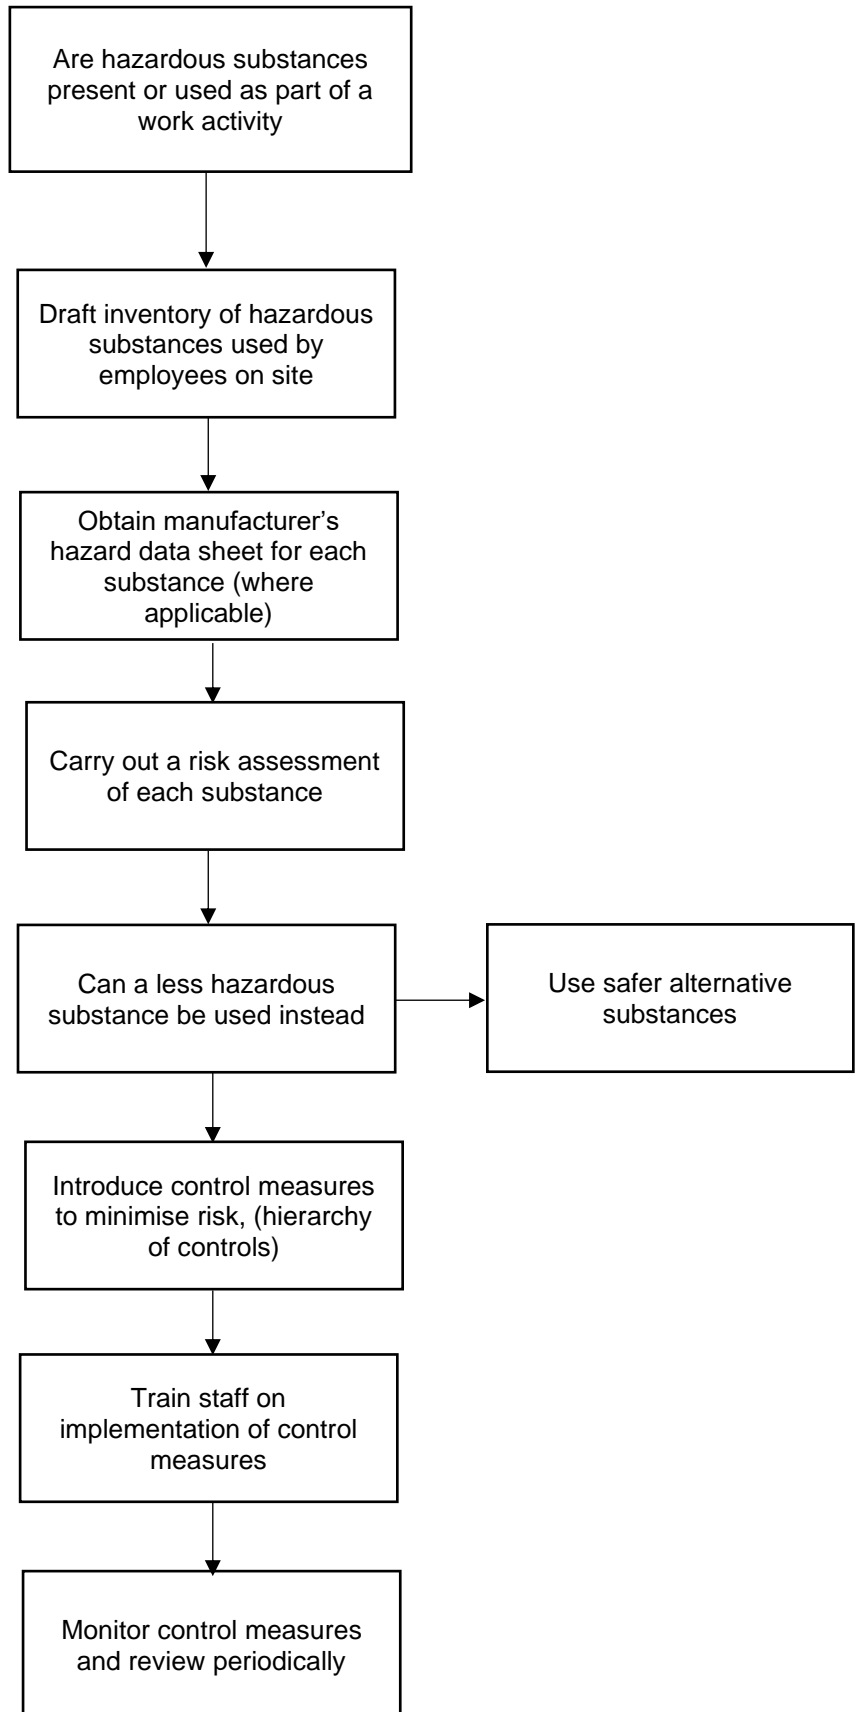 Are hazardous substances
present or used as part of a
work activity
Draft inventory of hazardous
substances used by
employees on site
Obtain manufacturer’s
hazard data sheet for each
substance (where
applicable)
Carry out a risk assessment
of each substance
Can a less hazardous
substance be used instead
Use safer alternative
substances
Introduce control measures
to minimise risk, (hierarchy
of controls)
Train staff on
implementation of control
measures
Monitor control measures
and review periodically